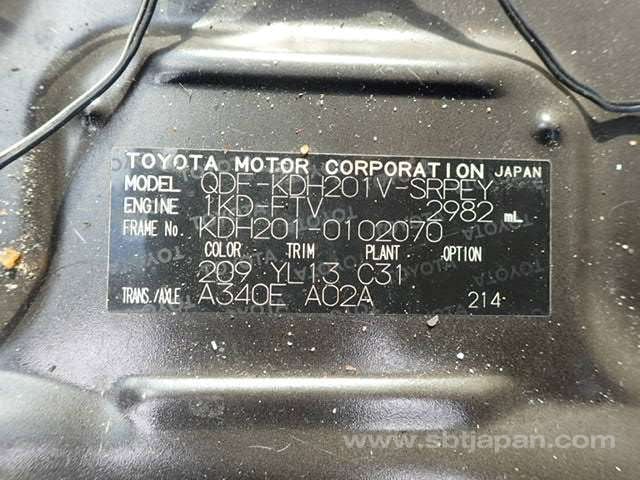 TOYOTA MOTOR CORPORATION JAPAN
MODEL QDF-KDH201V-SRPEY
ENGINE 1KD-FTV 2982 mL
FRAME No. KDH201-0102070
COLOR TRIM PLANT OPTION
209 YL13 C31
TRANS./AXLE A340E A02A 214
www.sbtjapan.com